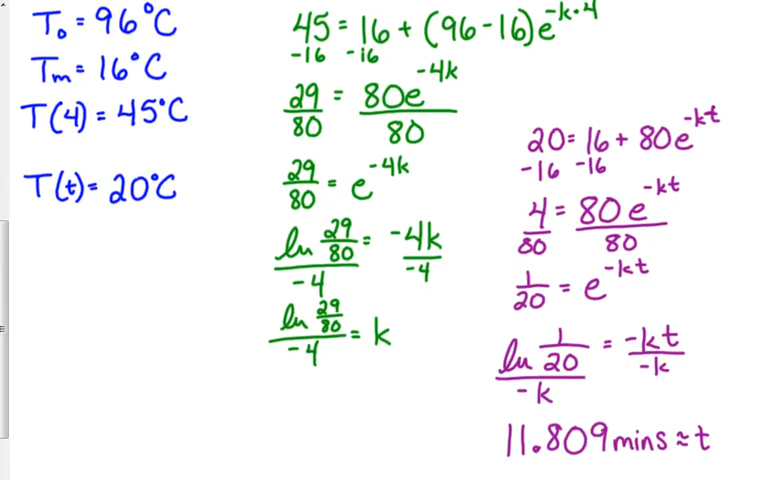 T₀ = 96°C
Tₘ = 16°C
T(4) = 45°C
T(t) = 20°C
45 = 16 + (96 - 16)e^(-k·4)
-16 -16
29/80 = 80e^(-4k)/80
29/80 = e^(-4k)
ln 29/80 / -4 = -4k / -4
ln 29/80 / -4 = k
20 = 16 + 80e^(-kt)
-16 -16
4/80 = 80e^(-kt)/80
1/20 = e^(-kt)
ln 1/20 / -k = -kt / -k
11.809 mins ≈ t